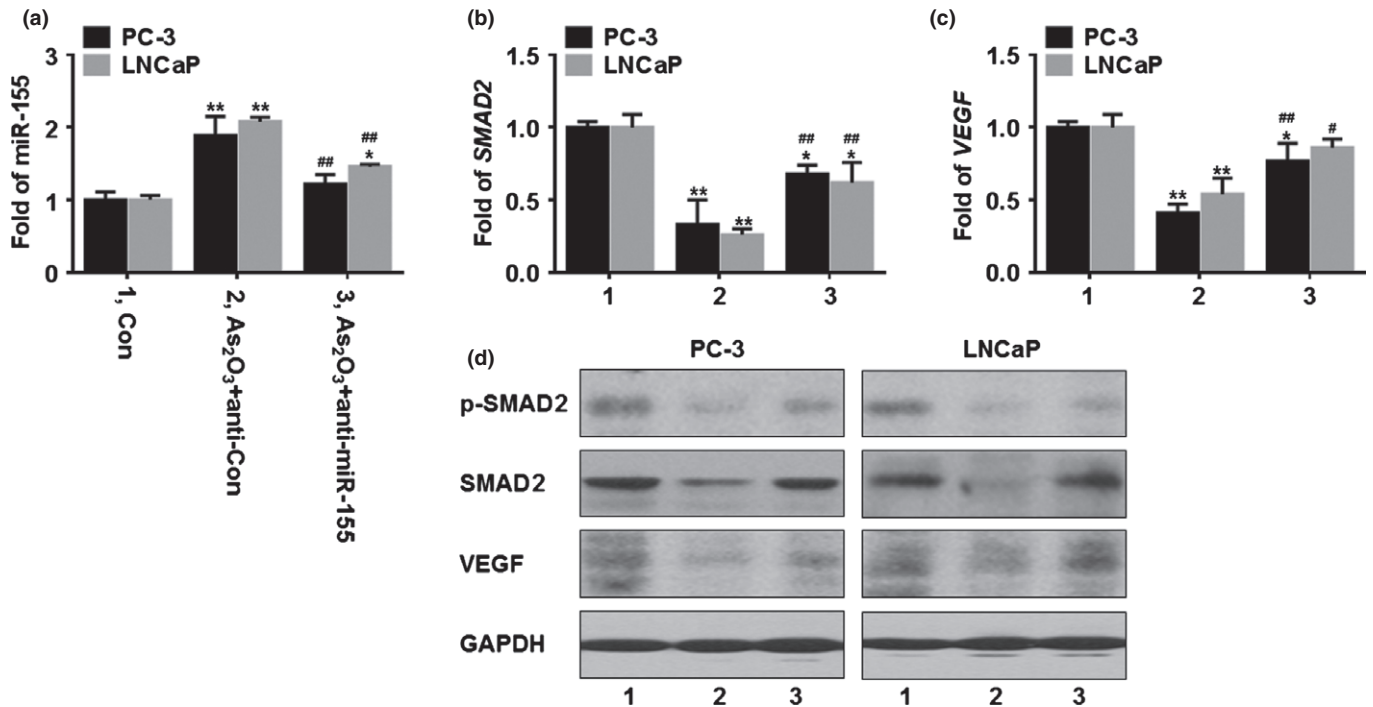 (a)
PC-3
LNCaP
Fold of miR-155
3
2
1
0
** **
## ## *
1, Con
2, As₂O₃+anti-Con
3, As₂O₃+anti-miR-155
(b)
PC-3
LNCaP
Fold of SMAD2
1.5
1.0
0.5
0.0
** **
## * ## *
1 2 3
(c)
PC-3
LNCaP
Fold of VEGF
1.5
1.0
0.5
0.0
** **
## * #
1 2 3
(d)
PC-3 LNCaP
p-SMAD2
SMAD2
VEGF
GAPDH
1 2 3 1 2 3